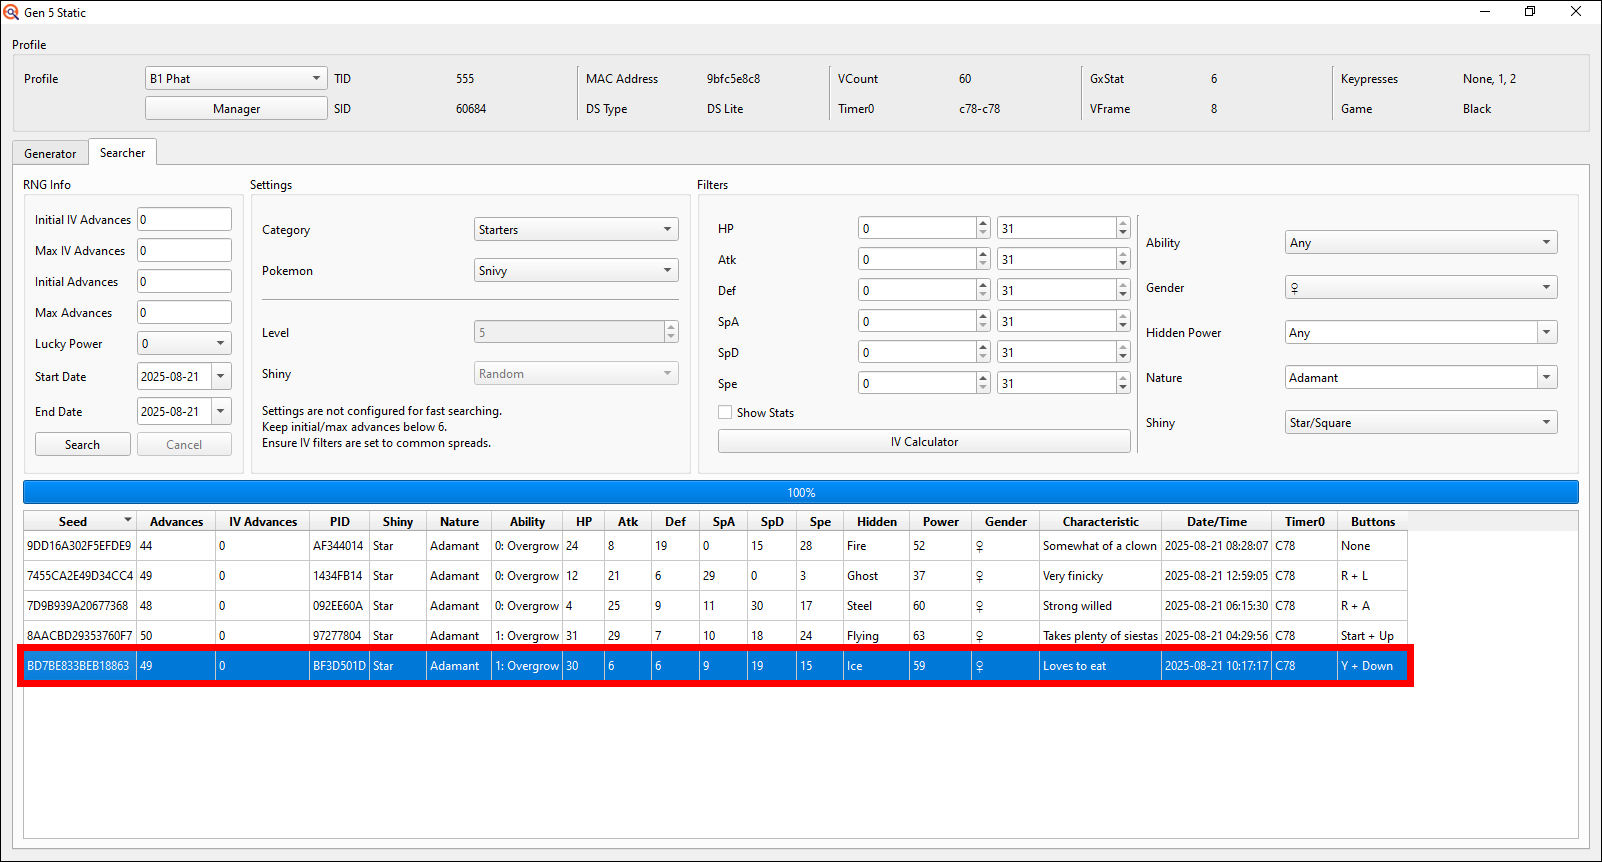 Gen 5 Static
Profile
Profile B1 Phat TID 555 MAC Address 9bfc5e8c8 VCount 60 GxStat 6 Keypresses None, 1, 2
Manager SID 60684 DS Type DS Lite Timer0 c78-c78 VFrame 8 Game Black
Generator Searcher
RNG Info
Initial IV Advances 0
Max IV Advances 0
Initial Advances 0
Max Advances 0
Lucky Power 0
Start Date 2025-08-21
End Date 2025-08-21
Search Cancel
Settings
Category Starters
Pokemon Snivy
Level 5
Shiny Random
Settings are not configured for fast searching.
Keep initial/max advances below 6.
Ensure IV filters are set to common spreads.
Filters
HP 0 31
Atk 0 31
Def 0 31
SpA 0 31
SpD 0 31
Spe 0 31
Show Stats
IV Calculator
Ability Any
Gender ♀
Hidden Power Any
Nature Adamant
Shiny Star/Square
100%
Seed Advances IV Advances PID Shiny Nature Ability HP Atk Def SpA SpD Spe Hidden Power Gender Characteristic Date/Time Timer0 Buttons
9DD16A302F5EFDE9 44 0 AF344014 Star Adamant 0: Overgrow 24 8 19 0 15 28 Fire 52 ♀ Somewhat of a clown 2025-08-21 08:28:07 C78 None
7455CA2E49D34CC4 49 0 1434FB14 Star Adamant 0: Overgrow 12 21 6 29 0 3 Ghost 37 ♀ Very finicky 2025-08-21 12:59:05 C78 R + L
7D9B939A20677368 48 0 092EE60A Star Adamant 0: Overgrow 4 25 9 11 30 17 Steel 60 ♀ Strong willed 2025-08-21 06:15:30 C78 R + A
8AACBD29353760F7 50 0 97277804 Star Adamant 1: Overgrow 31 29 7 10 18 24 Flying 63 ♀ Takes plenty of siestas 2025-08-21 04:29:56 C78 Start + Up
BD7BE833BEB18863 49 0 BF3D501D Star Adamant 1: Overgrow 30 6 6 9 19 15 Ice 59 ♀ Loves to eat 2025-08-21 10:17:17 C78 Y + Down